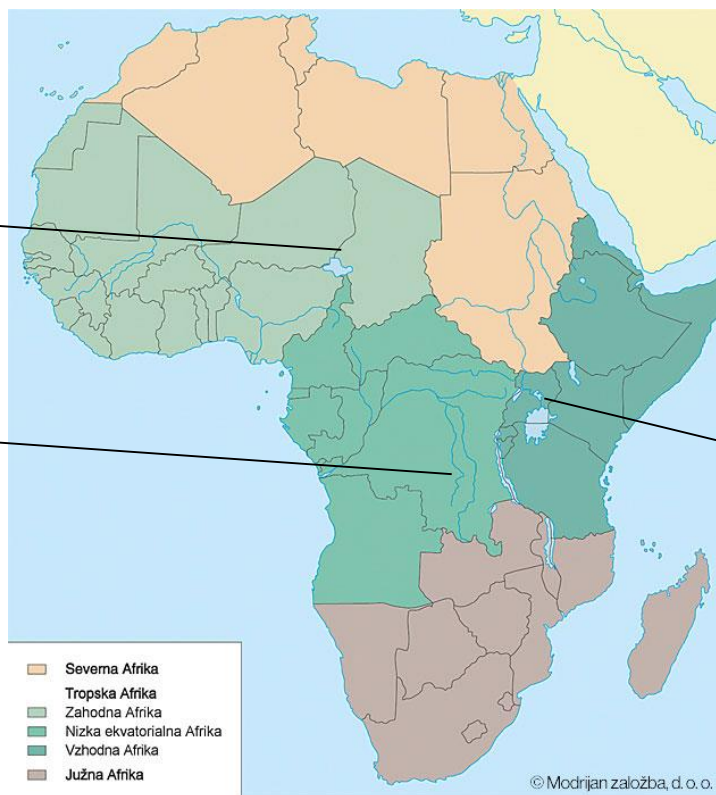 Severna Afrika
Tropska Afrika
Zahodna Afrika
Nizka ekvatorialna Afrika
Vzhodna Afrika
Južna Afrika
© Modrijan založba, d. o. o.